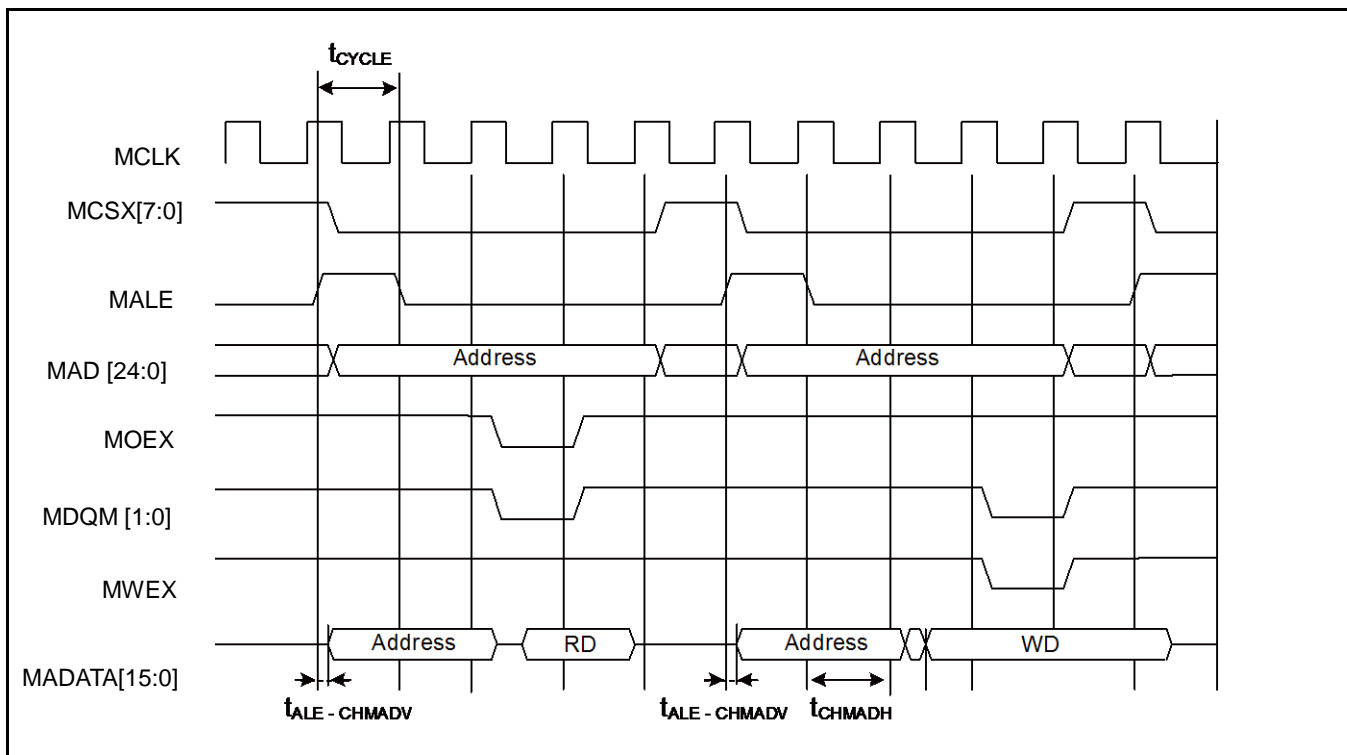 tCYCLE
MCLK
MCSX[7:0]
MALE
MAD [24:0]
Address
Address
MOEX
MDQM [1:0]
MWEX
MADATA[15:0]
Address
RD
Address
WD
tALE - CHMADV
tALE - CHMADV
tCHMADH